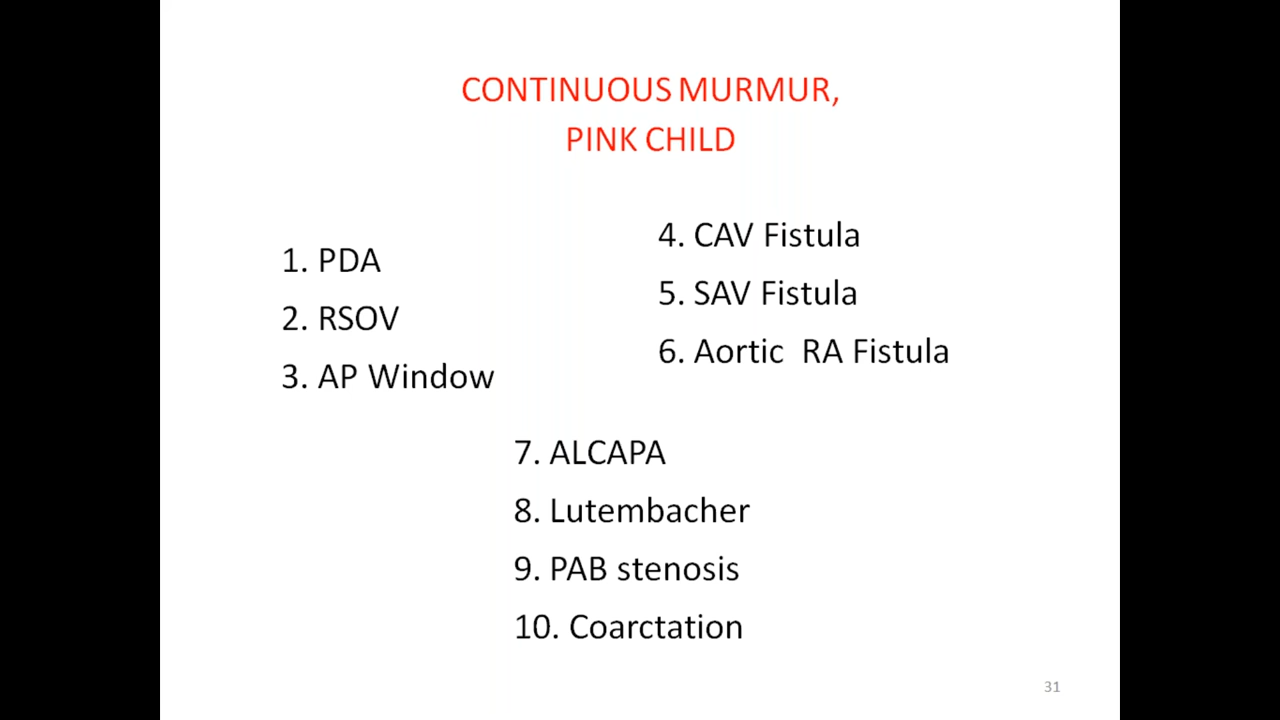 CONTINUOUS MURMUR,
PINK CHILD
1. PDA
2. RSOV
3. AP Window
4. CAV Fistula
5. SAV Fistula
6. Aortic RA Fistula
7. ALCAPA
8. Lutembacher
9. PAB stenosis
10. Coarctation
31